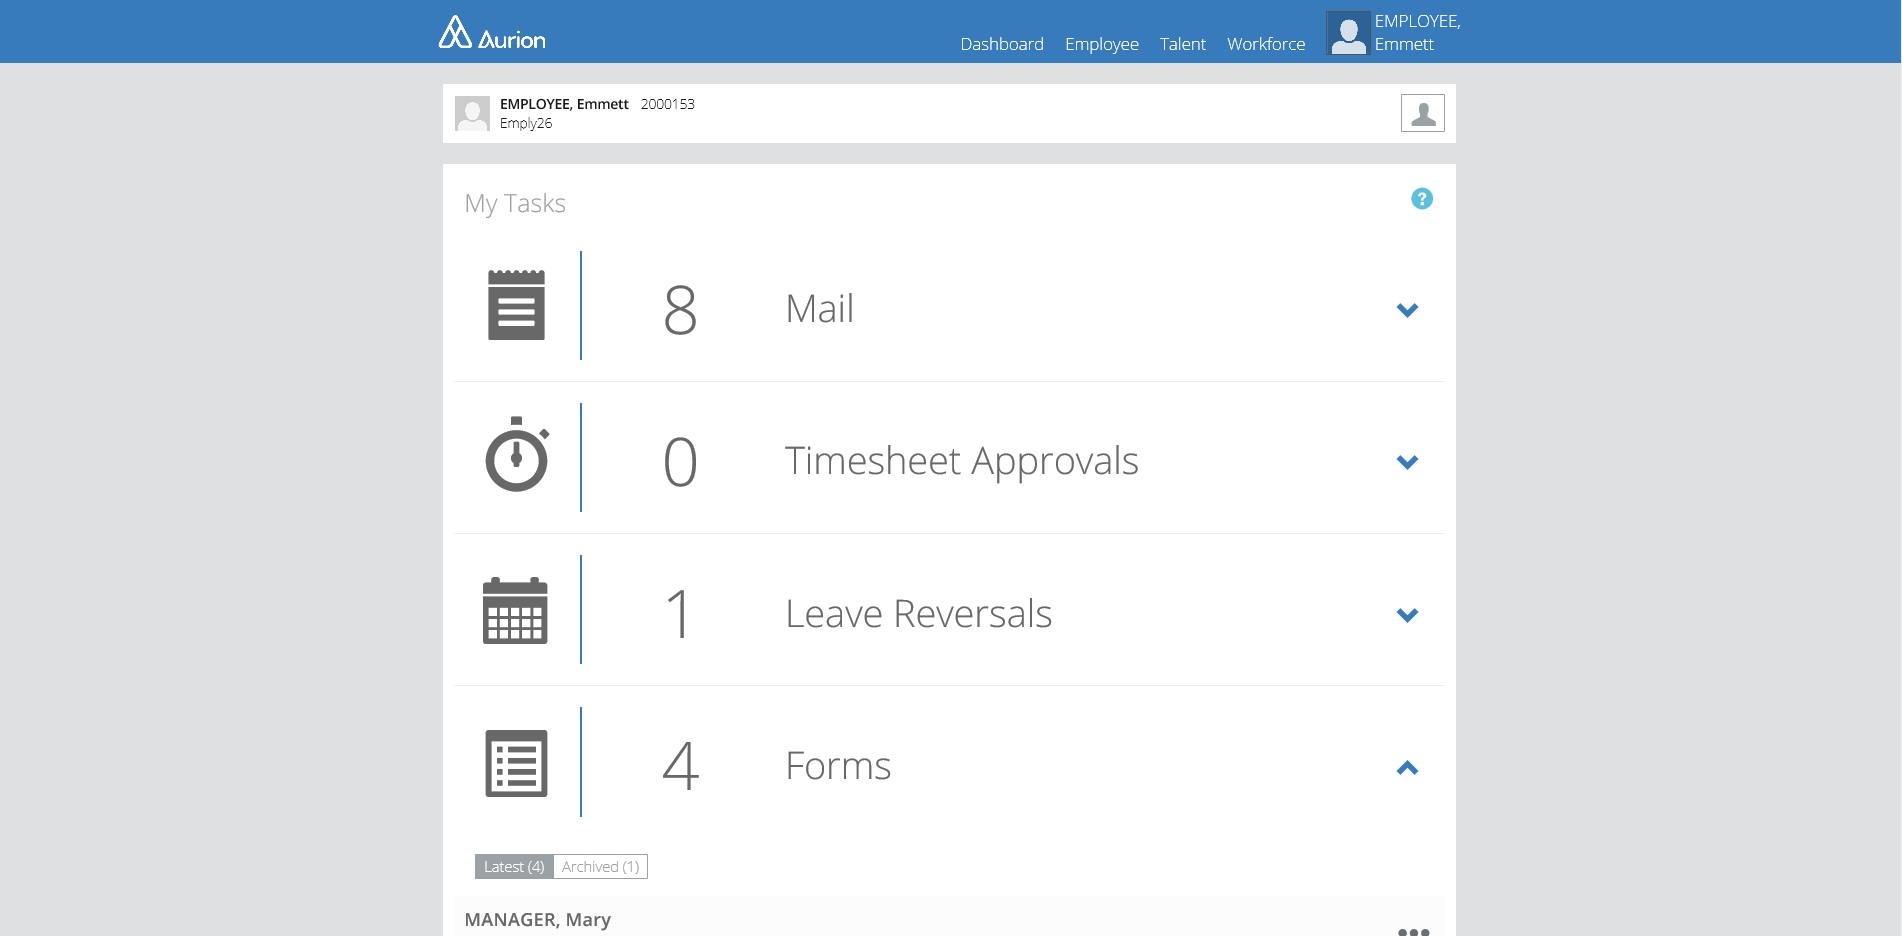 Aurion
Dashboard Employee Talent Workforce
EMPLOYEE,
Emmett
EMPLOYEE, Emmett 2000153
Emply26
My Tasks
?
8 Mail
0 Timesheet Approvals
1 Leave Reversals
4 Forms
Latest (4) Archived (1)
MANAGER, Mary